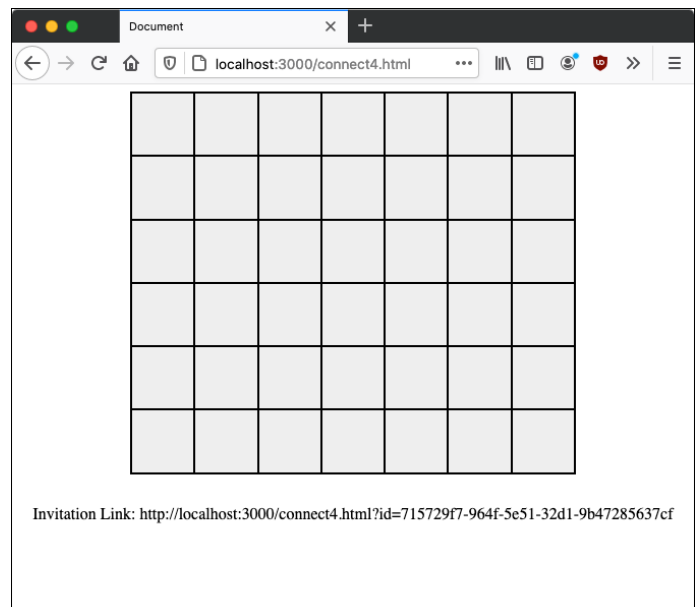 Document
localhost:3000/connect4.html
Invitation Link: http://localhost:3000/connect4.html?id=715729f7-964f-5e51-32d1-9b47285637cf